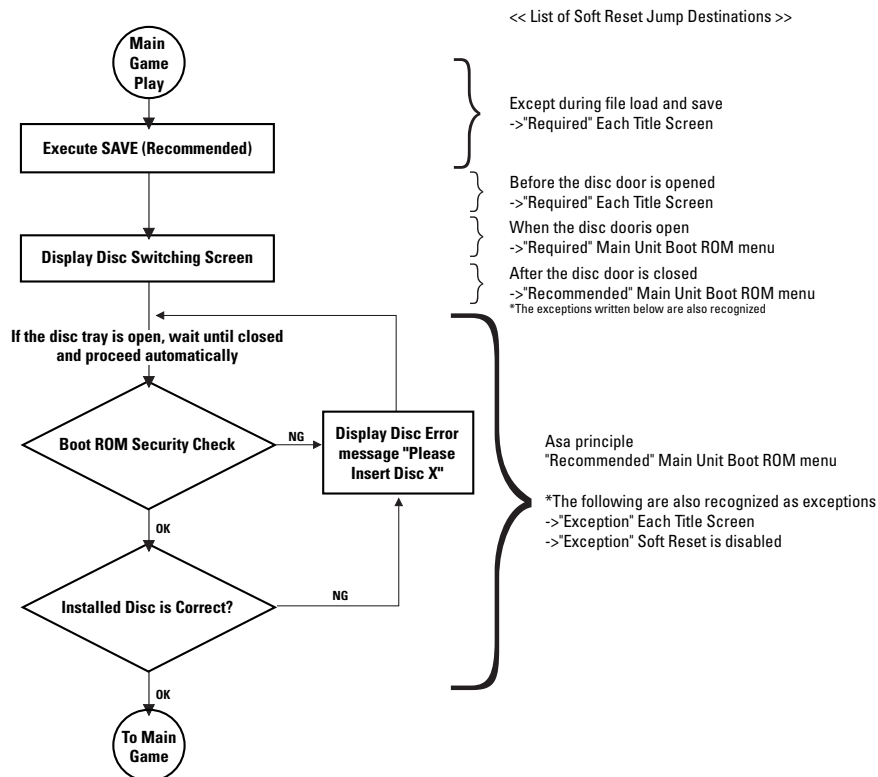 << List of Soft Reset Jump Destinations >>
Main
Game
Play
Except during file load and save
->"Required" Each Title Screen
Execute SAVE (Recommended)
Before the disc door is opened
->"Required" Each Title Screen
When the disc dooris open
->"Required" Main Unit Boot ROM menu
Display Disc Switching Screen
After the disc door is closed
->"Recommended" Main Unit Boot ROM menu
*The exceptions written below are also recognized
If the disc tray is open, wait until closed
and proceed automatically
Boot ROM Security Check
NG
Display Disc Error
message "Please
Insert Disc X"
Asa principle
"Recommended" Main Unit Boot ROM menu
*The following are also recognized as exceptions
->"Exception" Each Title Screen
->"Exception" Soft Reset is disabled
OK
Installed Disc is Correct?
NG
OK
To Main
Game